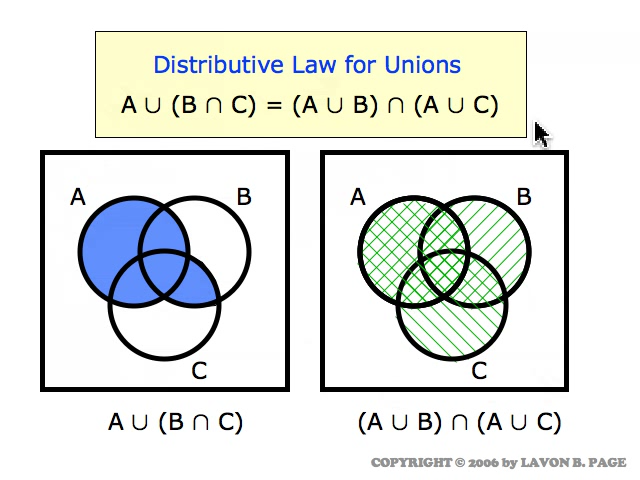 Distributive Law for Unions
A ∪ (B ∩ C) = (A ∪ B) ∩ (A ∪ C)
A B
A B
C
C
A ∪ (B ∩ C)
(A ∪ B) ∩ (A ∪ C)
COPYRIGHT © 2006 by LAVON B. PAGE